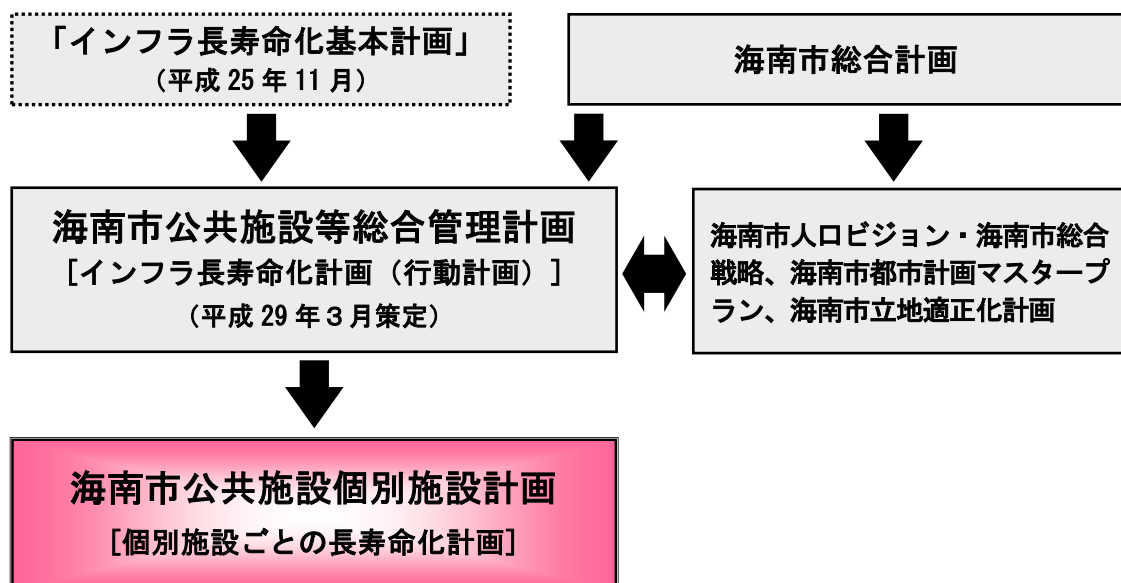 「インフラ長寿命化基本計画」
（平成 25 年 11 月）
海南市総合計画
海南市公共施設等総合管理計画
［インフラ長寿命化計画（行動計画）］
（平成 29 年３月策定）
海南市人口ビジョン・海南市総合
戦略、海南市都市計画マスタープ
ラン、海南市立地適正化計画
海南市公共施設個別施設計画
［個別施設ごとの長寿命化計画］